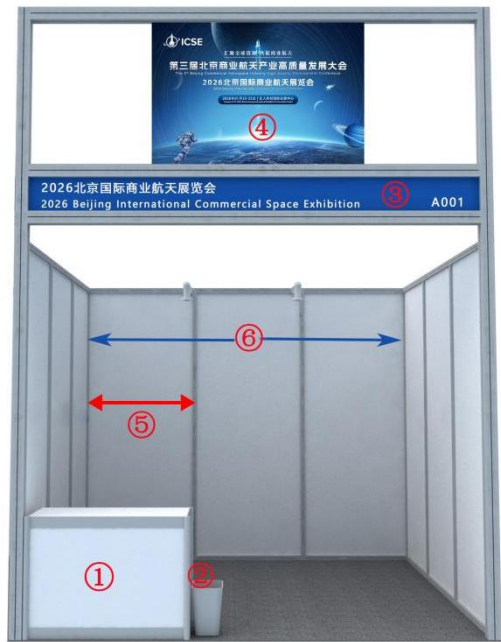 ICSE
第三届北京商业航天产业高质量发展大会
2026北京国际商业航天展览会
④
2026北京国际商业航天展览会
2026 Beijing International Commercial Space Exhibition
③
A001
⑥
⑤
①
②